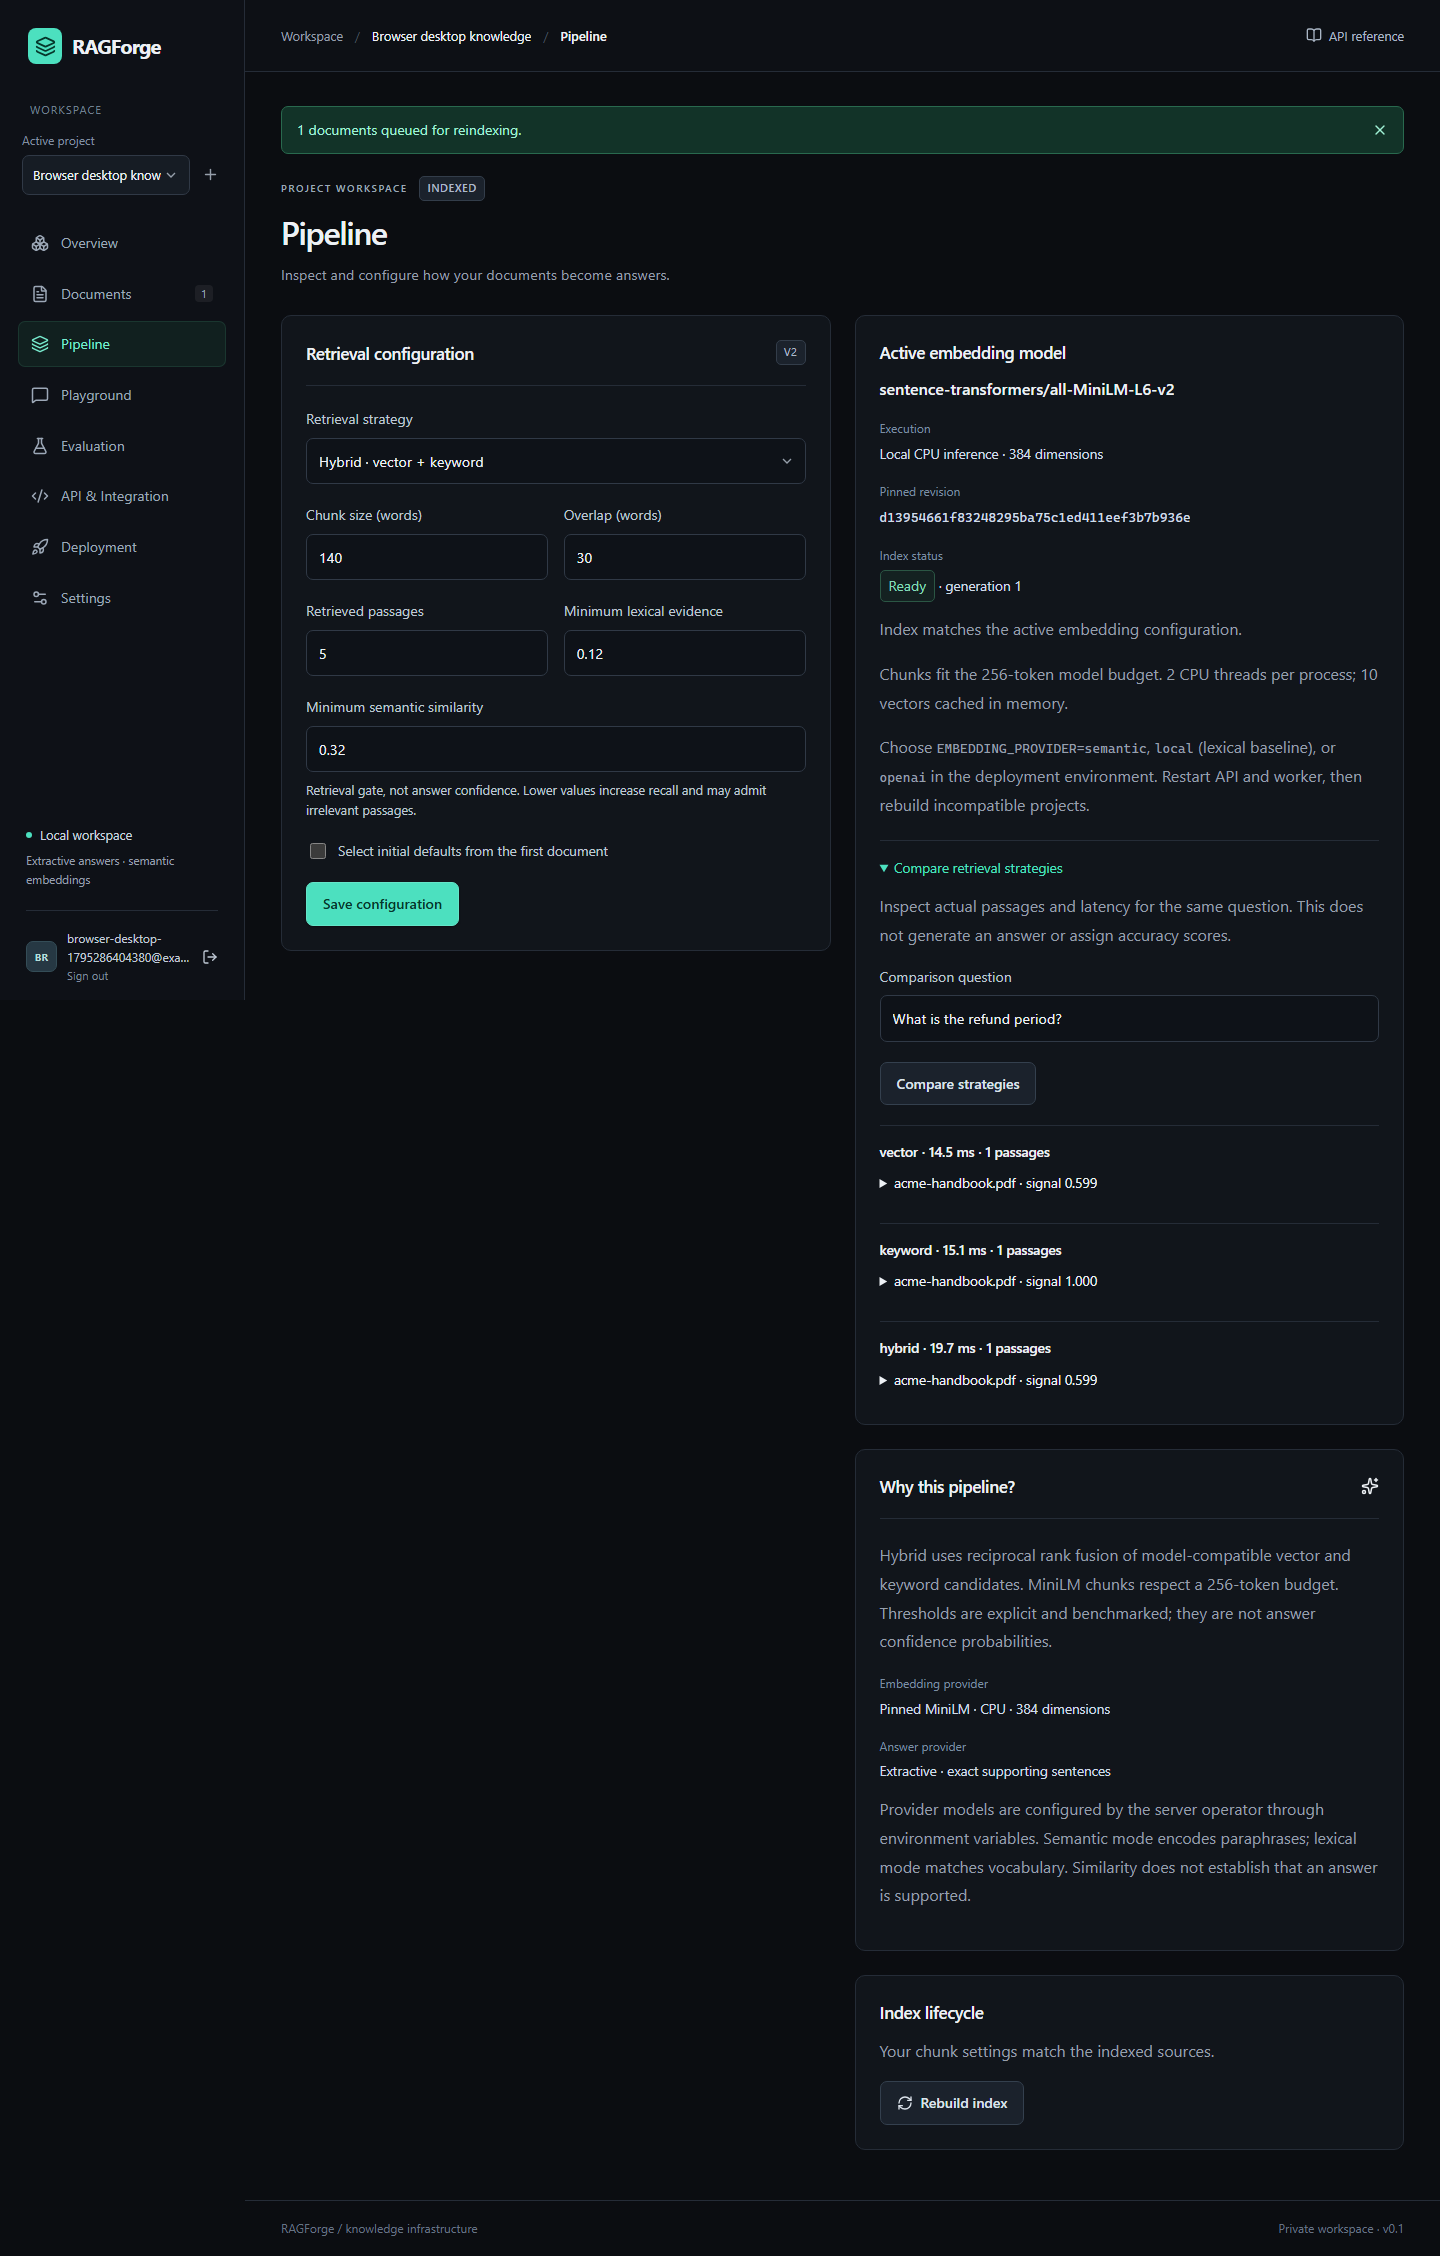 RAGForge
WORKSPACE
Active project
Browser desktop know
Overview
Documents
1
Pipeline
Playground
Evaluation
API & Integration
Deployment
Settings
Local workspace
Extractive answers · semantic
embeddings
BR
browser-desktop-
1795286404380@exa...
Sign out
Workspace / Browser desktop knowledge / Pipeline
API reference
1 documents queued for reindexing.
PROJECT WORKSPACE INDEXED
Pipeline
Inspect and configure how your documents become answers.
Retrieval configuration
V2
Retrieval strategy
Hybrid · vector + keyword
Chunk size (words)
Overlap (words)
140
30
Retrieved passages
Minimum lexical evidence
5
0.12
Minimum semantic similarity
0.32
Retrieval gate, not answer confidence. Lower values increase recall and may admit
irrelevant passages.
Select initial defaults from the first document
Save configuration
Active embedding model
sentence-transformers/all-MiniLM-L6-v2
Execution
Local CPU inference · 384 dimensions
Pinned revision
d13954661f83248295ba75c1ed411eef3b7b936e
Index status
Ready · generation 1
Index matches the active embedding configuration.
Chunks fit the 256-token model budget. 2 CPU threads per process; 10
vectors cached in memory.
Choose EMBEDDING_PROVIDER=semantic, local (lexical baseline), or
openai in the deployment environment. Restart API and worker, then
rebuild incompatible projects.
Compare retrieval strategies
Inspect actual passages and latency for the same question. This does
not generate an answer or assign accuracy scores.
Comparison question
What is the refund period?
Compare strategies
vector · 14.5 ms · 1 passages
acme-handbook.pdf · signal 0.599
keyword · 15.1 ms · 1 passages
acme-handbook.pdf · signal 1.000
hybrid · 19.7 ms · 1 passages
acme-handbook.pdf · signal 0.599
Why this pipeline?
Hybrid uses reciprocal rank fusion of model-compatible vector and
keyword candidates. MiniLM chunks respect a 256-token budget.
Thresholds are explicit and benchmarked; they are not answer
confidence probabilities.
Embedding provider
Pinned MiniLM · CPU · 384 dimensions
Answer provider
Extractive · exact supporting sentences
Provider models are configured by the server operator through
environment variables. Semantic mode encodes paraphrases; lexical
mode matches vocabulary. Similarity does not establish that an answer
is supported.
Index lifecycle
Your chunk settings match the indexed sources.
Rebuild index
RAGForge / knowledge infrastructure
Private workspace · v0.1